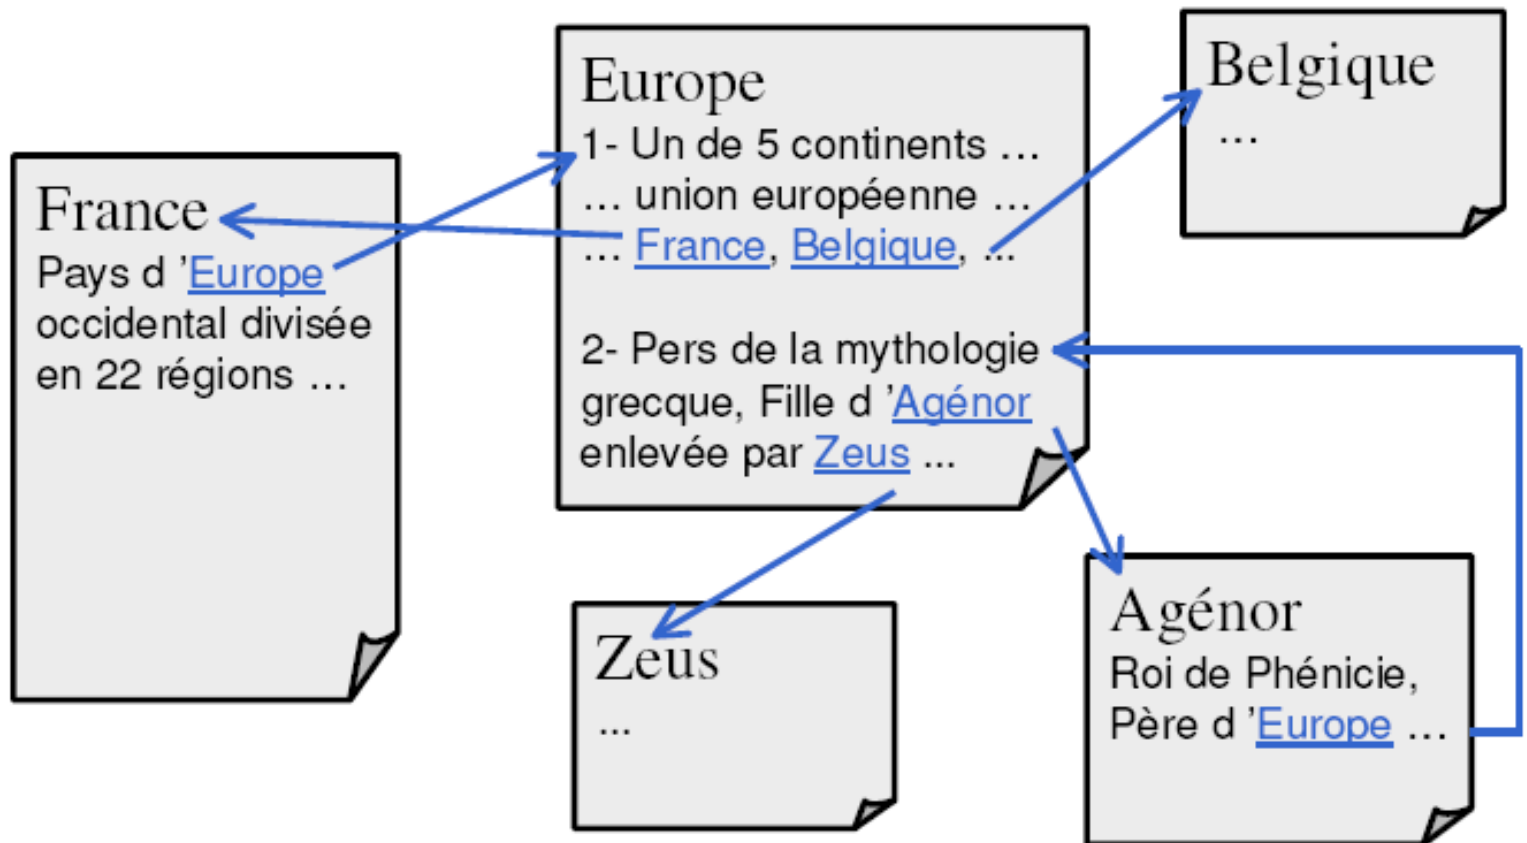 France
Pays d ’Europe
occidental divisée
en 22 régions …
Europe
1- Un de 5 continents …
… union européenne …
… France, Belgique, ...
2- Pers de la mythologie
grecque, Fille d ’Agénor
enlevée par Zeus ...
Belgique
…
Zeus
...
Agénor
Roi de Phénicie,
Père d ’Europe …